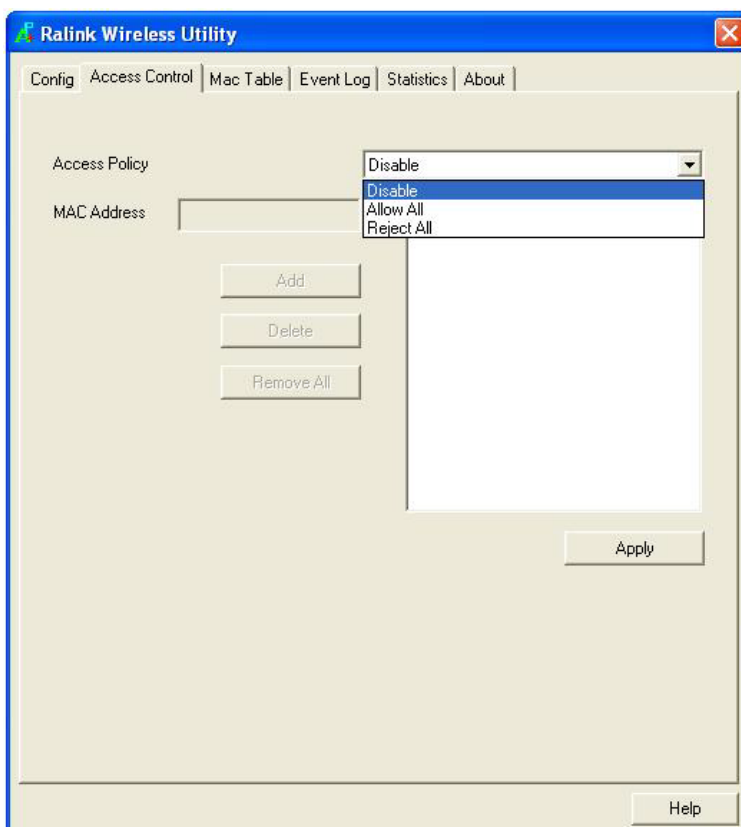 Ralink Wireless Utility
Config Access Control Mac Table Event Log Statistics About
Access Policy Disable
Disable
MAC Address Allow All
Reject All
Add
Delete
Remove All
Apply
Help